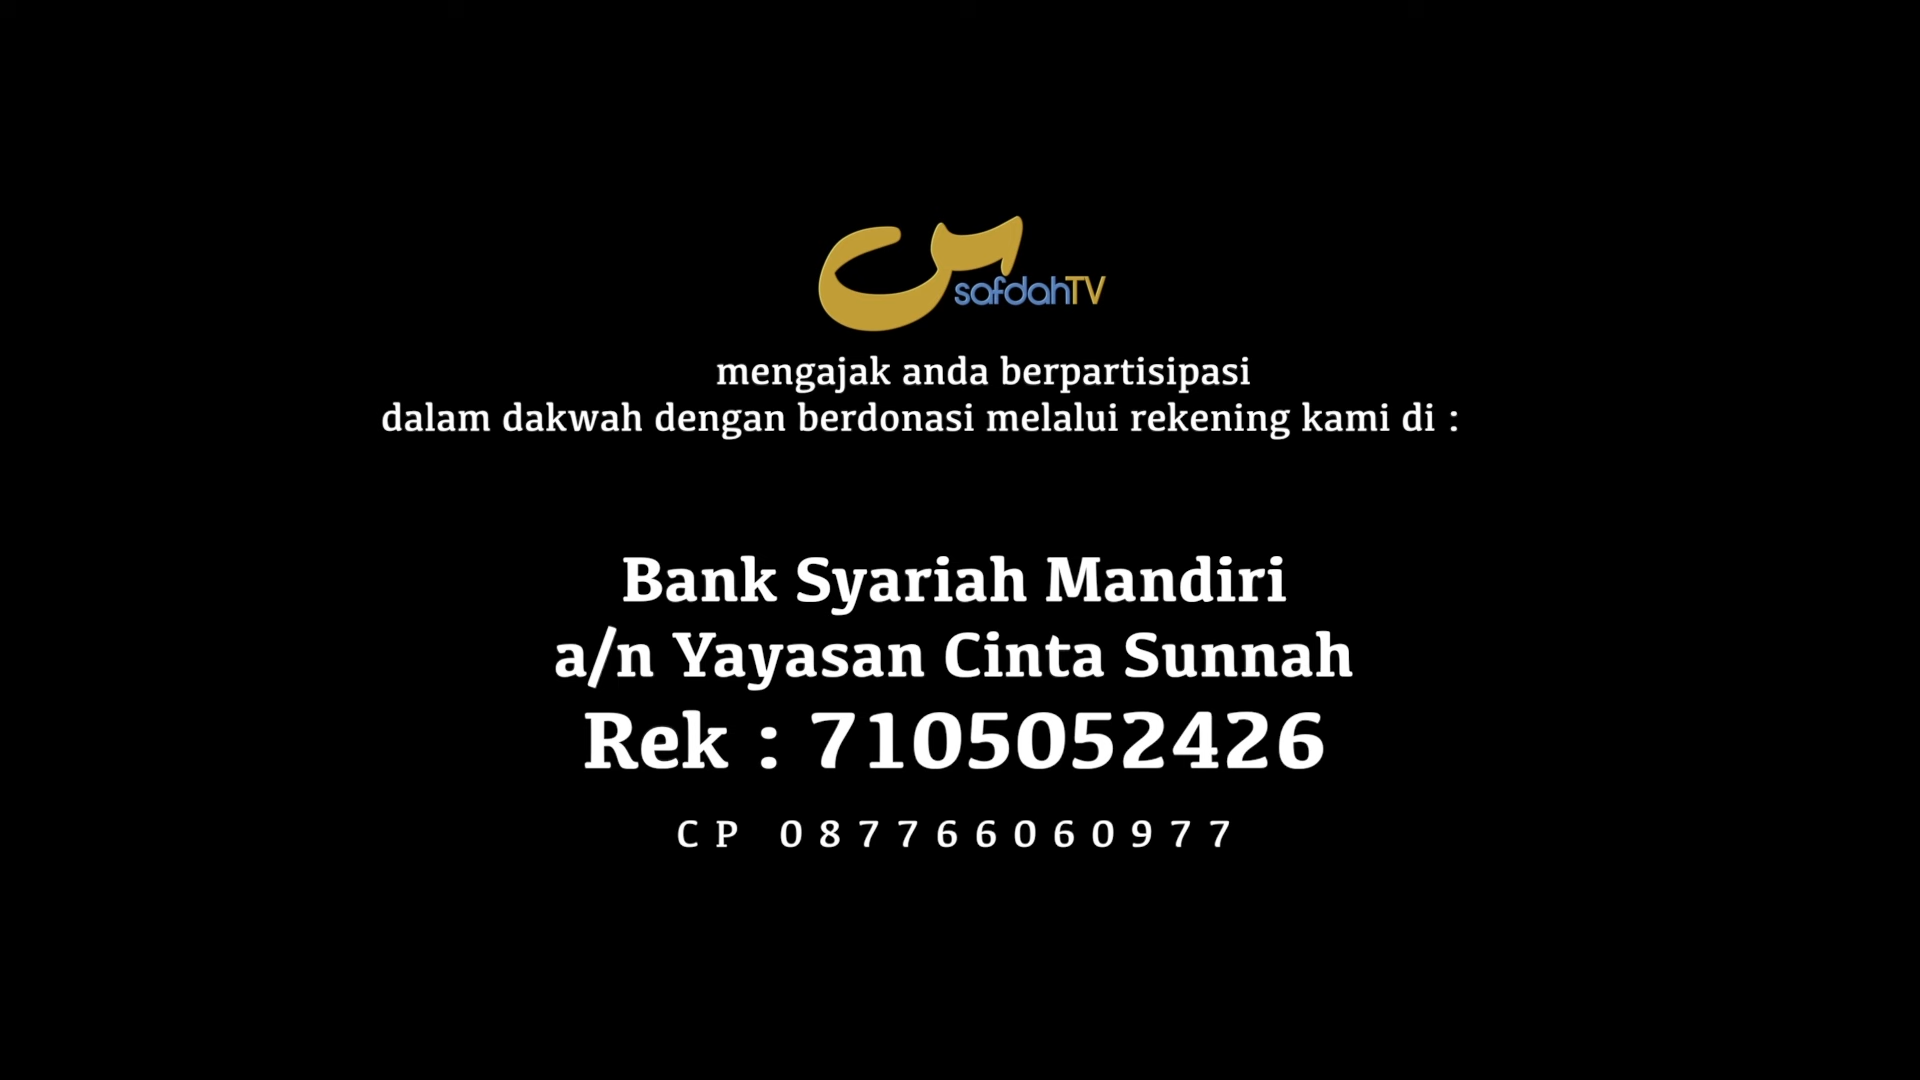 س
safdahTV
mengajak anda berpartisipasi
dalam dakwah dengan berdonasi melalui rekening kami di :
Bank Syariah Mandiri
a/n Yayasan Cinta Sunnah
Rek : 7105052426
CP 087766060977